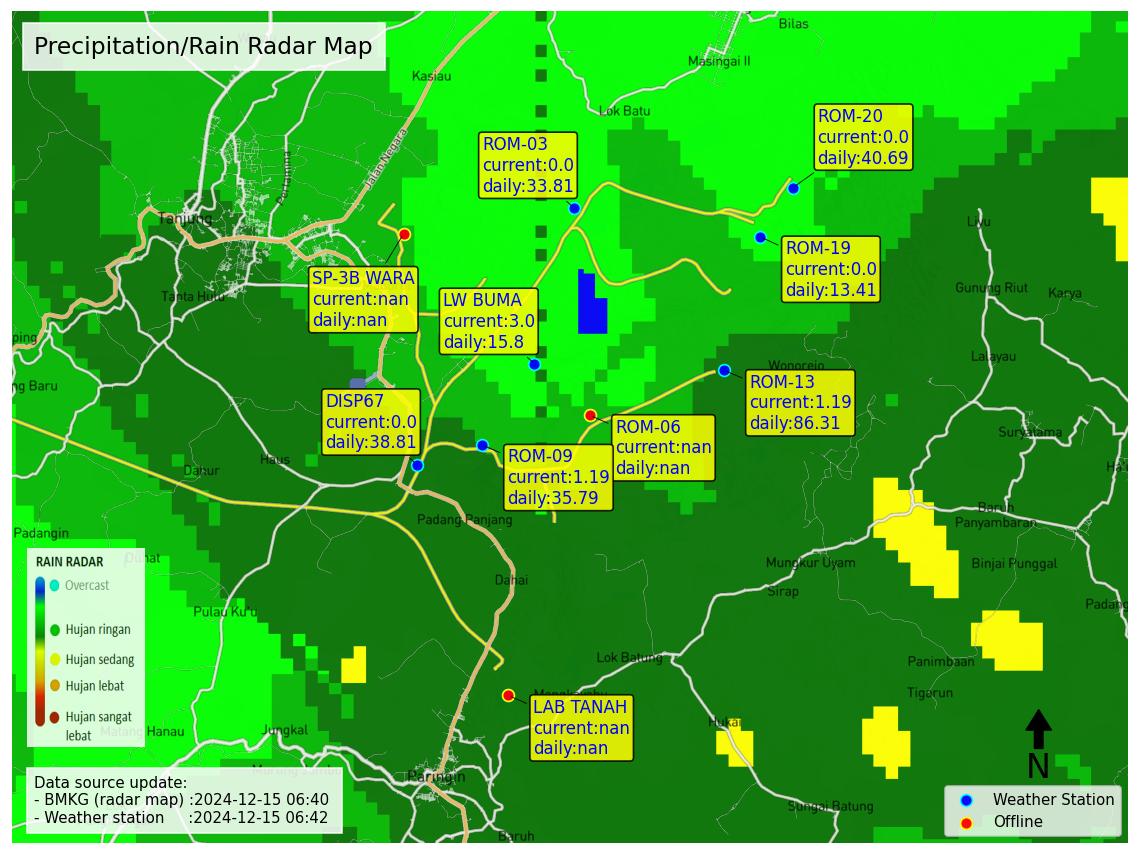 Precipitation/Rain Radar Map
Bilas
Masingai II
Kasiau
Lok Batu
Jalan Negara
Pertamina
Tanjung
Tanta Hulu
ROM-03
current:0.0
daily:33.81
ROM-20
current:0.0
daily:40.69
ROM-19
current:0.0
daily:13.41
SP-3B WARA
current:nan
daily:nan
LW BUMA
current:3.0
daily:15.8
Liyu
Gunung Riut
Karya
Lalayau
Wonorejo
ping
ng Baru
DISP67
current:0.0
daily:38.81
ROM-13
current:1.19
daily:86.31
ROM-06
current:nan
daily:nan
ROM-09
current:1.19
daily:35.79
Suryatama
Haus
Dahur
Padang Panjang
Baruh
Panyambaran
Padangin
Mungkur Uyam
Binjai Punggal
Dahai
Sirap
Padang
Pulau Ku'u
RAIN RADAR
Overcast
Hujan ringan
Hujan sedang
Hujan lebat
Hujan sangat
lebat
Lok Batung
Panimbaan
Tigarun
LAB TANAH
current:nan
daily:nan
Hukai
Jungkal
Paringin
Sungai Batung
Baruh
Data source update:
- BMKG (radar map) :2024-12-15 06:40
- Weather station :2024-12-15 06:42
N
Weather Station
Offline